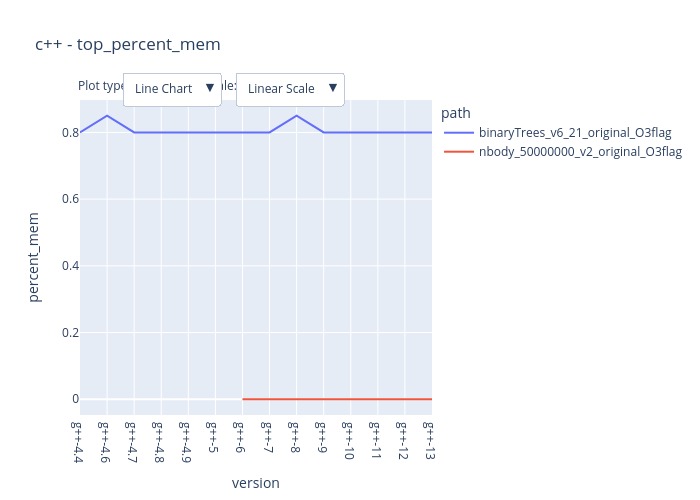 c++ - top_percent_mem
Plot type
Line Chart ▼
Linear Scale ▼
path
binaryTrees_v6_21_original_O3flag
nbody_50000000_v2_original_O3flag
percent_mem
0.8
0.6
0.4
0.2
0
g++-4.4
g++-4.6
g++-4.7
g++-4.8
g++-4.9
g++-5
g++-6
g++-7
g++-8
g++-9
g++-10
g++-11
g++-12
g++-13
version